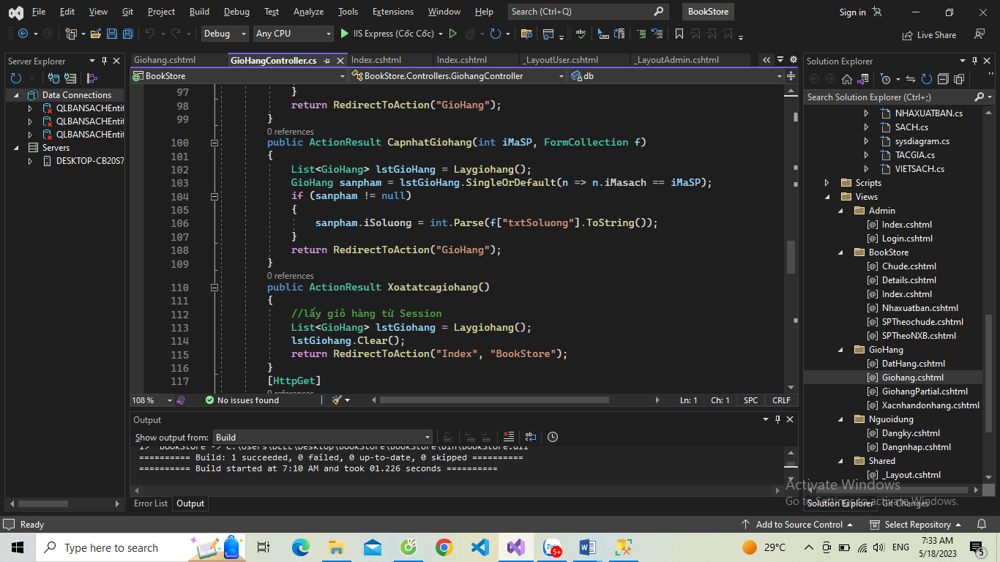 File Edit View Git Project Build Debug Test Analyze Tools Extensions Window Help Search (Ctrl+Q) BookStore Sign in
Debug Any CPU IIS Express (Cốc Cốc) Live Share
Server Explorer
Data Connections
QLBANSACHEntit
QLBANSACHEntit
QLBANSACHEntit
Servers
DESKTOP-CB20S7
Giohang.cshtml GioHangController.cs Index.cshtml Index.cshtml _LayoutUser.cshtml _LayoutAdmin.cshtml
BookStore BookStore.Controllers.GiohangController db
97 }
98 return RedirectToAction("GioHang");
99 }
0 references
100 public ActionResult CapnhatGiohang(int iMaSP, FormCollection f)
101 {
102 List<GioHang> lstGioHang = Laygiohang();
103 GioHang sanpham = lstGioHang.SingleOrDefault(n => n.iMasach == iMaSP);
104 if (sanpham != null)
105 {
106 sanpham.iSoluong = int.Parse(f["txtSoluong"].ToString());
107 }
108 return RedirectToAction("GioHang");
109 }
0 references
110 public ActionResult Xoatatcagiohang()
111 {
112 //lấy giỏ hàng từ Session
113 List<GioHang> lstGiohang = Laygiohang();
114 lstGiohang.Clear();
115 return RedirectToAction("Index", "BookStore");
116 }
117 [HttpGet]
0 references
108 % No issues found Ln: 1 Ch: 1 SPC CRLF
Output
Show output from: Build
1> BookStore -> C:\Users\DELL\Desktop\BookStore\BookStore\bin\BookStore.dll
========== Build: 1 succeeded, 0 failed, 0 up-to-date, 0 skipped ==========
========== Build started at 7:10 AM and took 01.226 seconds ==========
Error List Output
Solution Explorer
Search Solution Explorer (Ctrl+;)
NHAXUATBAN.cs
SACH.cs
sysdiagram.cs
TACGIA.cs
VIETSACH.cs
Scripts
Views
Admin
Index.cshtml
Login.cshtml
BookStore
Chude.cshtml
Details.cshtml
Index.cshtml
Nhaxuatban.cshtml
SPTheochude.cshtml
SPTheoNXB.cshtml
GioHang
DatHang.cshtml
Giohang.cshtml
GiohangPartial.cshtml
Xacnhandonhang.cshtml
Nguoidung
Dangky.cshtml
Dangnhap.cshtml
Shared
_Layout.cshtml
Activate Windows
Go to Settings to activate Windows.
Solution Explorer Git Changes
Ready Add to Source Control Select Repository
Type here to search 5+ 29°C ENG 7:33 AM
5/18/2023 5